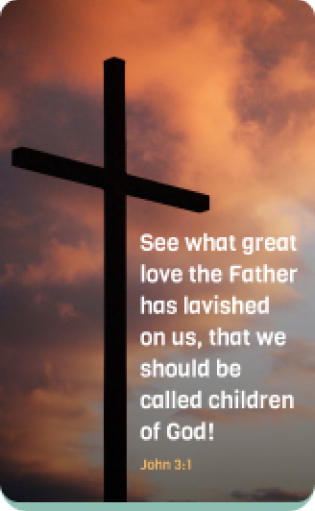 See what great
love the Father
has lavished
on us, that we
should be
called children
of God!
John 3:1